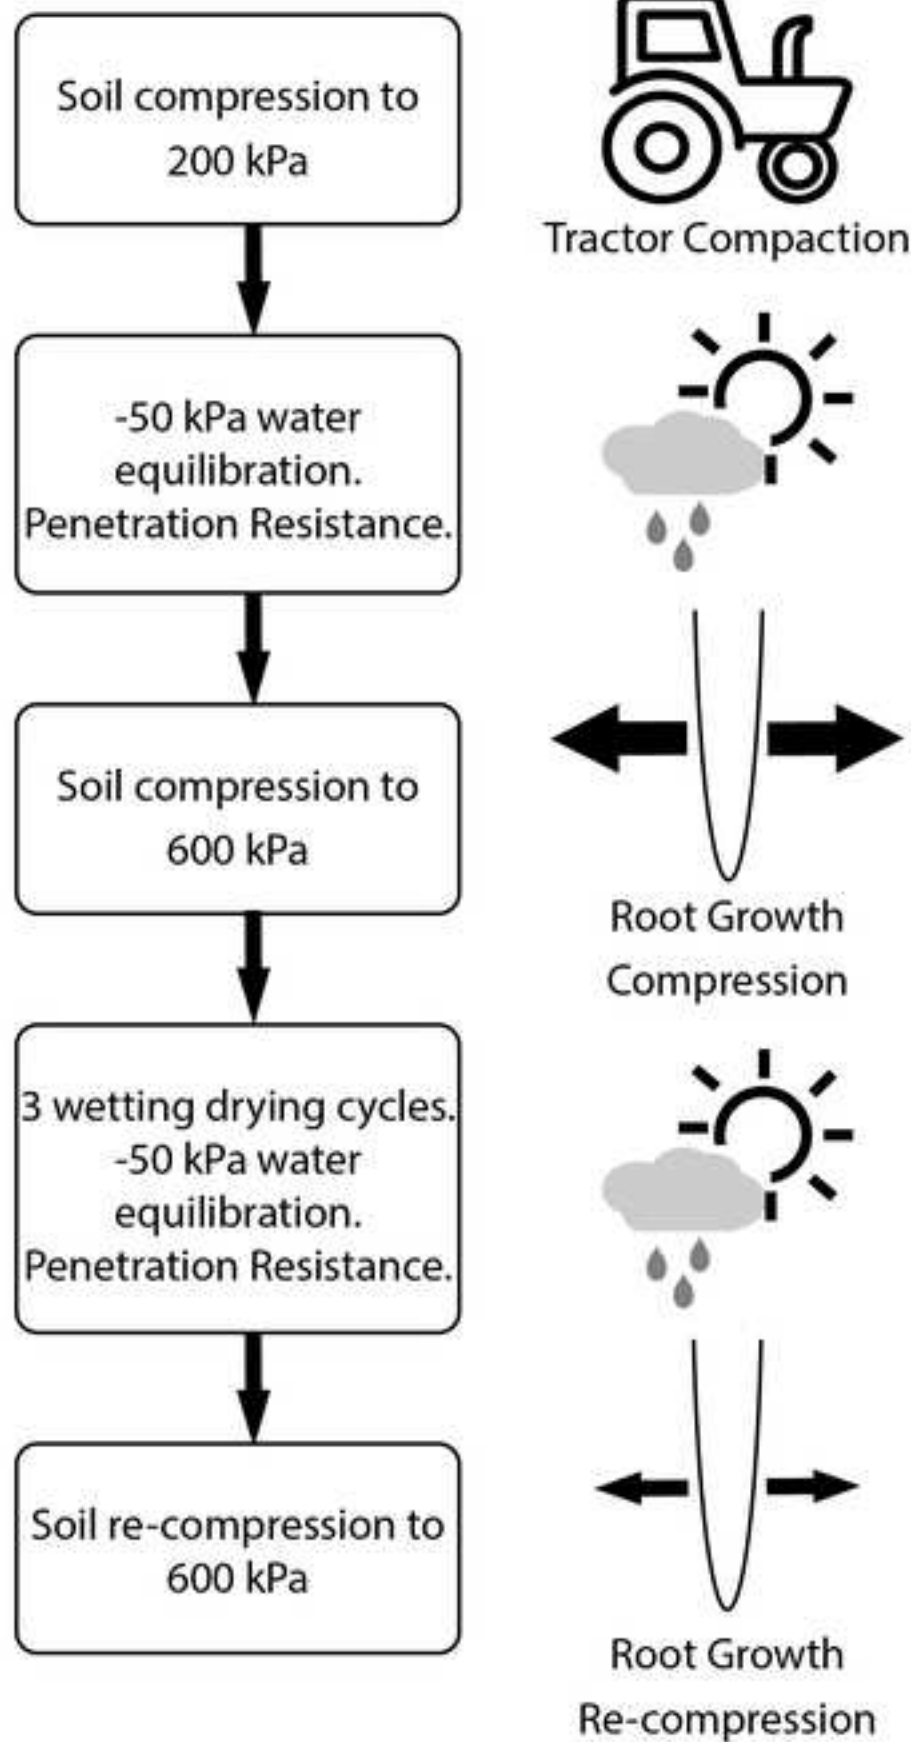 Soil compression to
200 kPa
Tractor Compaction
-50 kPa water
equilibration.
Penetration Resistance.
Soil compression to
600 kPa
Root Growth
Compression
3 wetting drying cycles.
-50 kPa water
equilibration.
Penetration Resistance.
Soil re-compression to
600 kPa
Root Growth
Re-compression